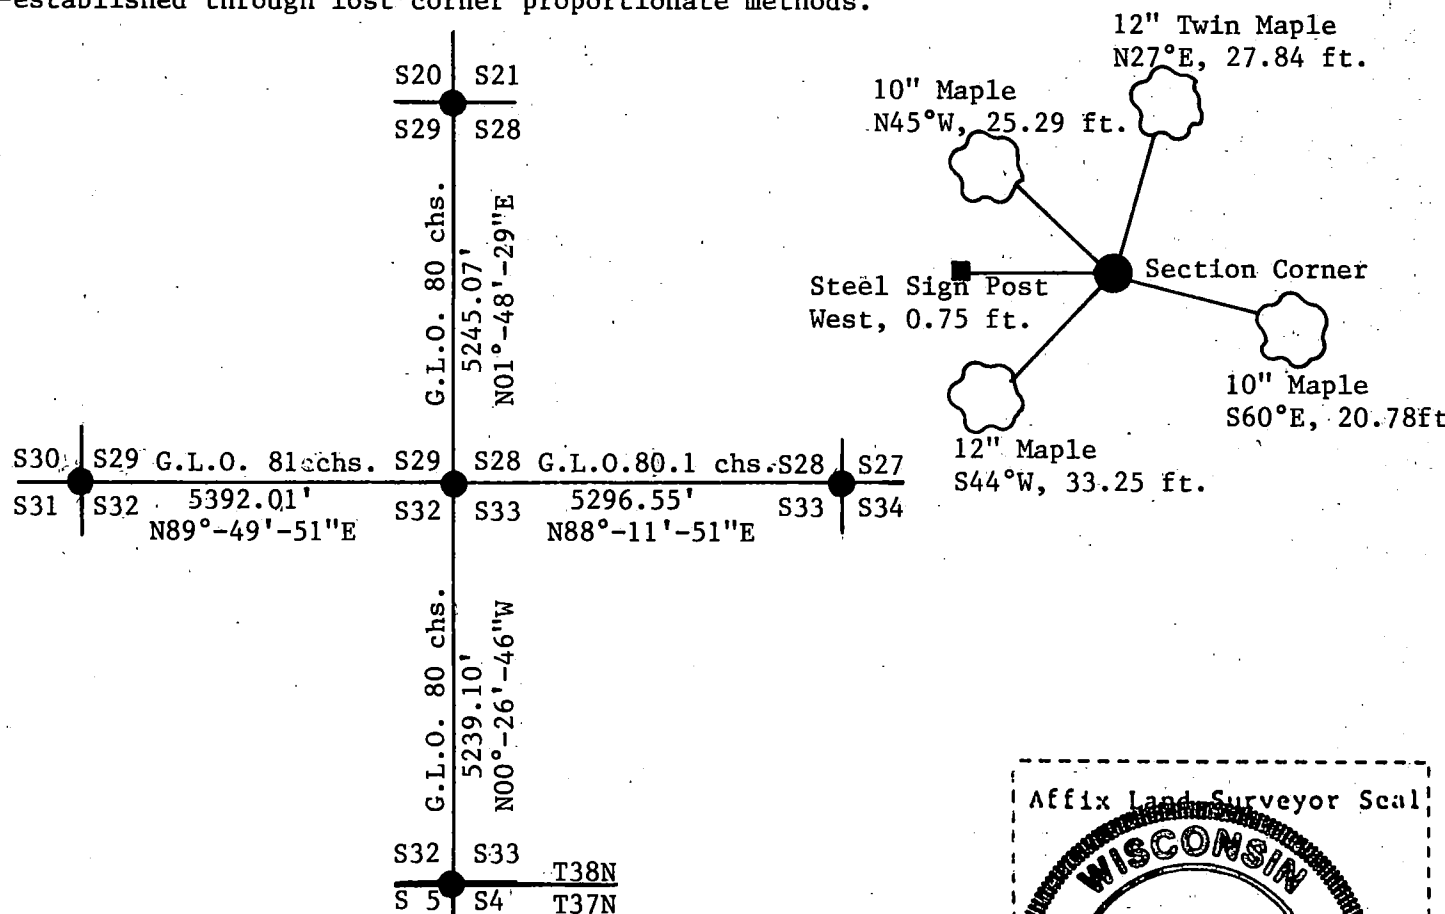 -established through lost corner proportionate methods.
12" Twin Maple
N27°E, 27.84 ft.
10" Maple
N45°W, 25.29 ft.
Section Corner
Steel Sign Post
West, 0.75 ft.
10" Maple
S60°E, 20.78ft
12" Maple
S44°W, 33.25 ft.
S20 S21
S29 S28
G.L.O. 80 chs.
5245.07'
N01°-48'-29"E
S30 S29 G.L.O. 81 chs. S29 S28 G.L.O.80.1 chs. S28 S27
S31 S32 5392.01' S32 S33 5296.55' S33 S34
N89°-49'-51"E N88°-11'-51"E
G.L.O. 80 chs.
5239.10'
N00°-26'-46"W
S32 S33 T38N
S 5 S4 T37N
Affix Land Surveyor Seal
WISCONSIN